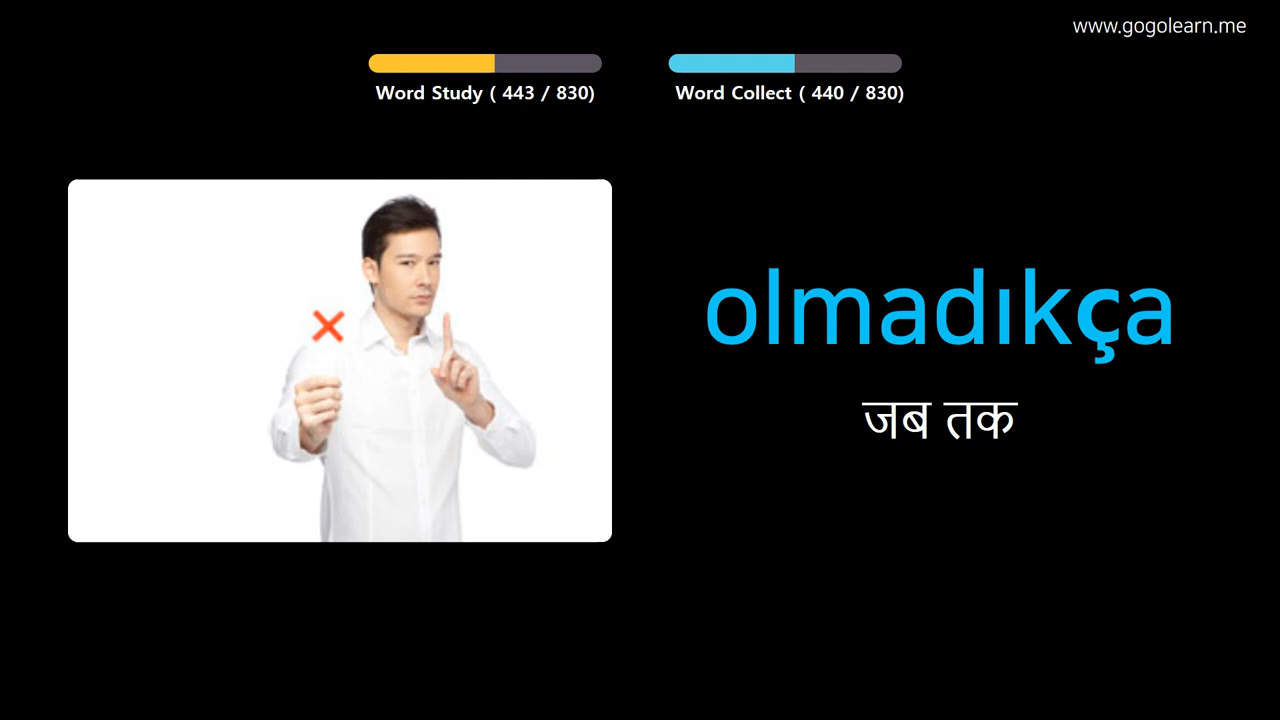 www.gogolearn.me
Word Study ( 443 / 830)
Word Collect ( 440 / 830)
olmadıkça
जब तक